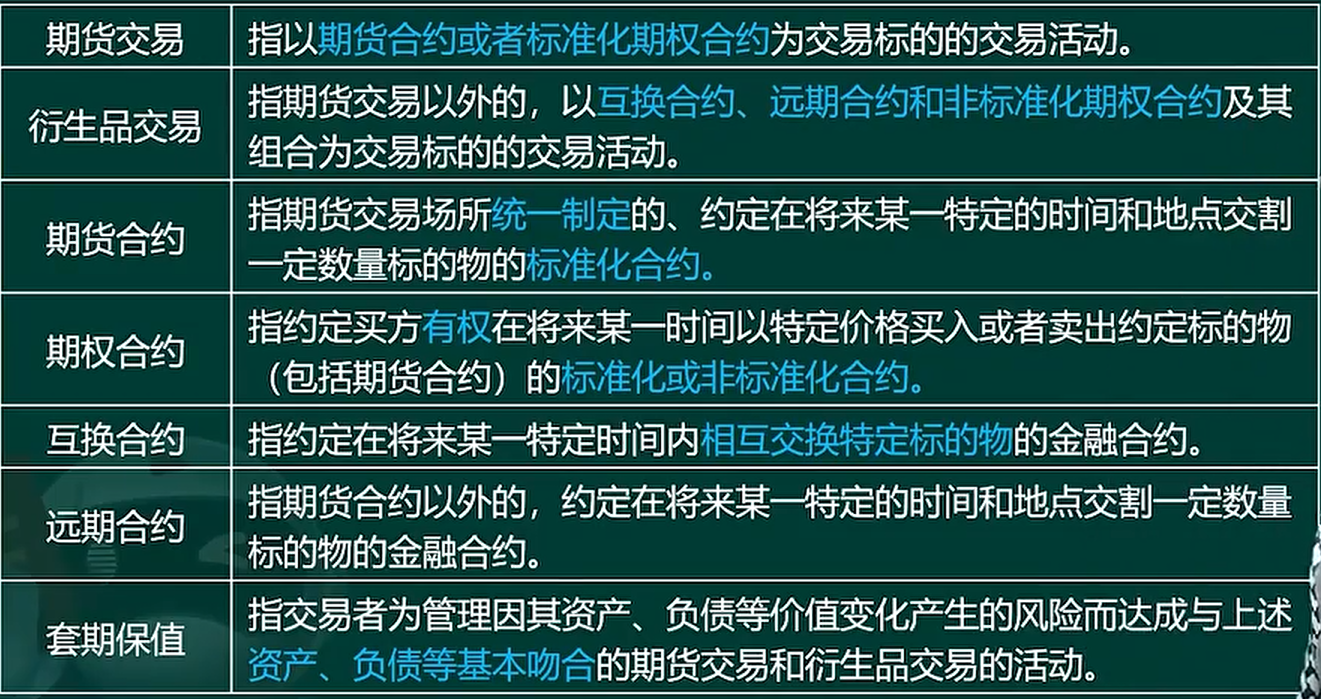 期货交易
指以期货合约或者标准化期权合约为交易标的的交易活动。
衍生品交易
指期货交易以外的，以互换合约、远期合约和非标准化期权合约及其
组合为交易标的的交易活动。
期货合约
指期货交易场所统一制定的、约定在将来某一特定的时间和地点交割
一定数量标的物的标准化合约。
期权合约
指约定买方有权在将来某一时间以特定价格买入或者卖出约定标的物
（包括期货合约）的标准化或非标准化合约。
互换合约
指约定在将来某一特定时间内相互交换特定标的物的金融合约。
远期合约
指期货合约以外的，约定在将来某一特定的时间和地点交割一定数量
标的物的金融合约。
套期保值
指交易者为管理因其资产、负债等价值变化产生的风险而达成与上述
资产、负债等基本吻合的期货交易和衍生品交易的活动。